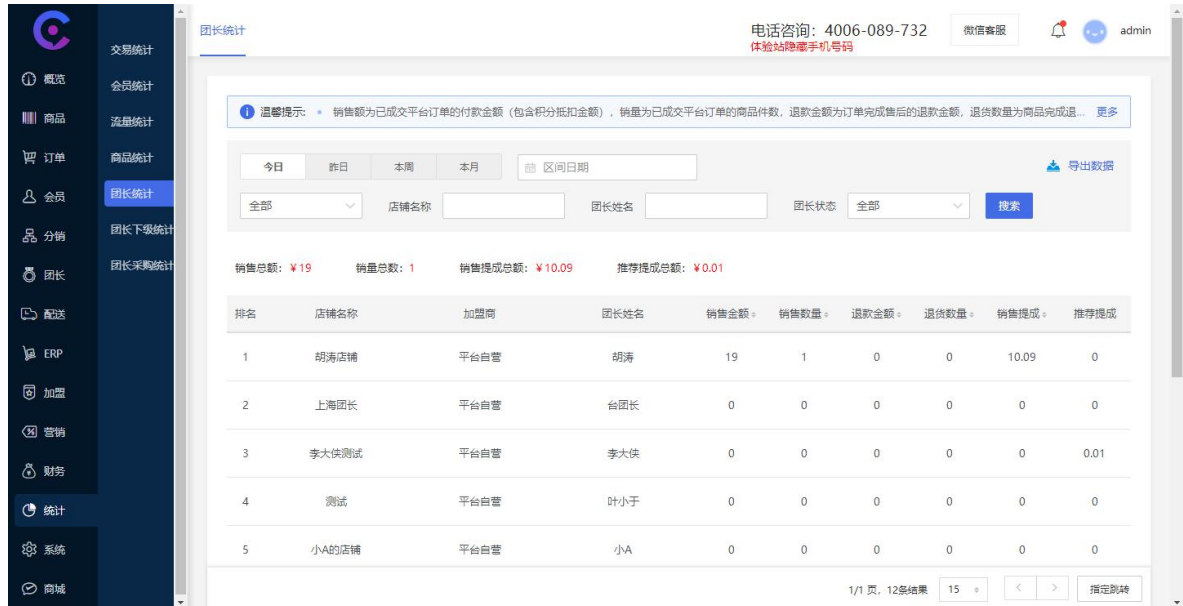 团长统计
电话咨询：4006-089-732
体验站隐藏手机号码
微信客服
admin
概览
商品
订单
会员
分销
团长
配送
ERP
加盟
营销
财务
统计
系统
商城
交易统计
会员统计
流量统计
商品统计
团长统计
团长下级统计
团长采购统计
温馨提示： 销售额为已成交平台订单的付款金额（包含积分抵扣金额），销量为已成交平台订单的商品件数，退款金额为订单完成售后的退款金额，退货数量为商品完成退... 更多
今日 昨日 本周 本月 区间日期 导出数据
全部 店铺名称 团长姓名 团长状态 全部 搜索
销售总额：￥19 销量总数：1 销售提成总额：￥10.09 推荐提成总额：￥0.01
排名 店铺名称 加盟商 团长姓名 销售金额 销售数量 退款金额 退货数量 销售提成 推荐提成
1 胡涛店铺 平台自营 胡涛 19 1 0 0 10.09 0
2 上海团长 平台自营 台团长 0 0 0 0 0 0
3 李大侠测试 平台自营 李大侠 0 0 0 0 0 0.01
4 测试 平台自营 叶小于 0 0 0 0 0 0
5 小A的店铺 平台自营 小A 0 0 0 0 0 0
1/1 页，12条结果 15 指定跳转